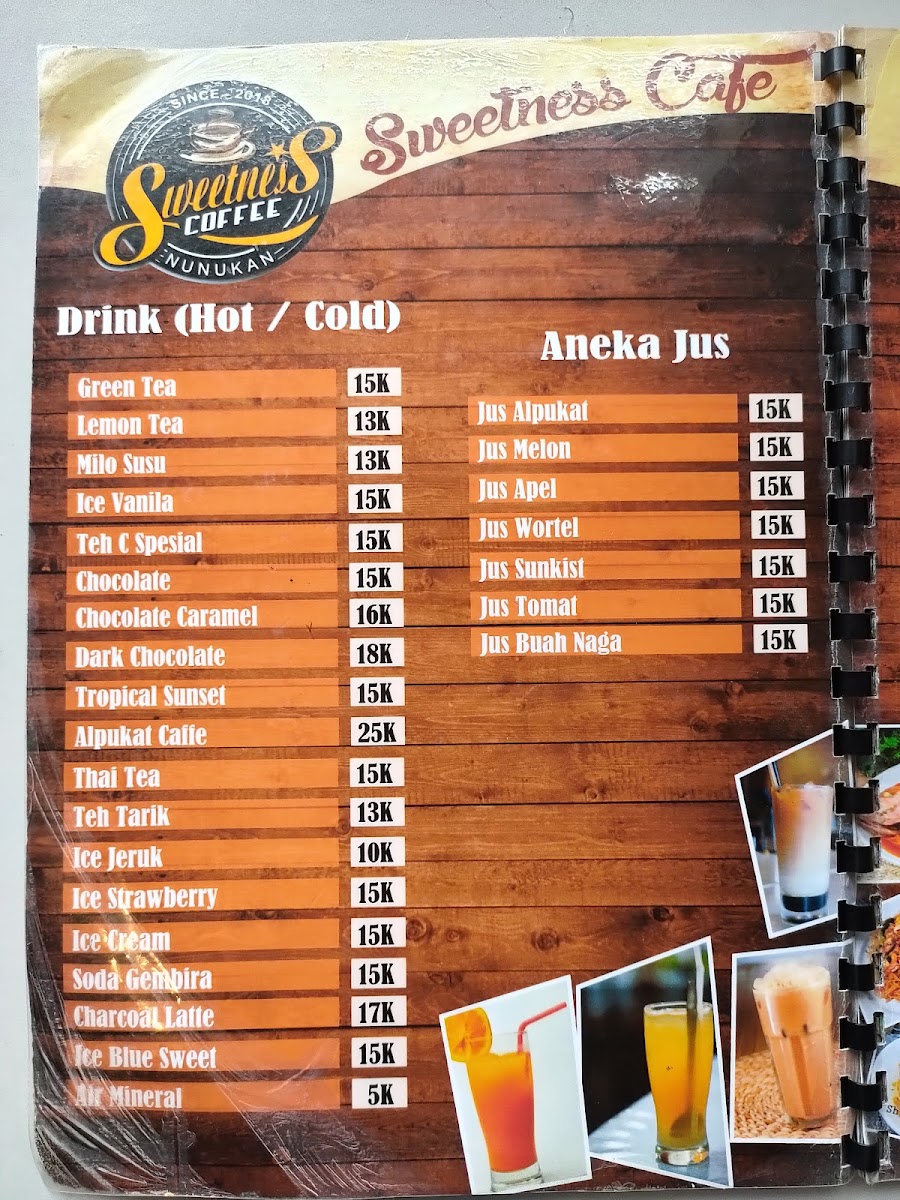 SINCE - 2018
Sweetness
COFFEE
NUNUKAN
Sweetness Cafe
Drink (Hot / Cold)
Green Tea 15K
Lemon Tea 13K
Milo Susu 13K
Ice Vanila 15K
Teh C Spesial 15K
Chocolate 15K
Chocolate Caramel 16K
Dark Chocolate 18K
Tropical Sunset 15K
Alpukat Caffe 25K
Thai Tea 15K
Teh Tarik 13K
Ice Jeruk 10K
Ice Strawberry 15K
Ice Cream 15K
Soda Gembira 15K
Charcoal Latte 17K
Ice Blue Sweet 15K
Air Mineral 5K
Aneka Jus
Jus Alpukat 15K
Jus Melon 15K
Jus Apel 15K
Jus Wortel 15K
Jus Sunkist 15K
Jus Tomat 15K
Jus Buah Naga 15K